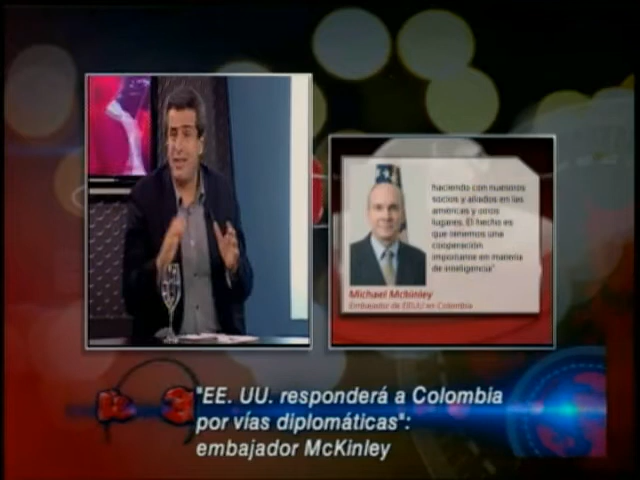 haciendo con nuestros
socios y aliados en las
américas y otros
lugares. El hecho es
que tenemos una
cooperación
importante en materia
de inteligencia"
Michael Mckinley
Embajador de EEUU en Colombia
"EE. UU. responderá a Colombia
por vías diplomáticas":
embajador McKinley